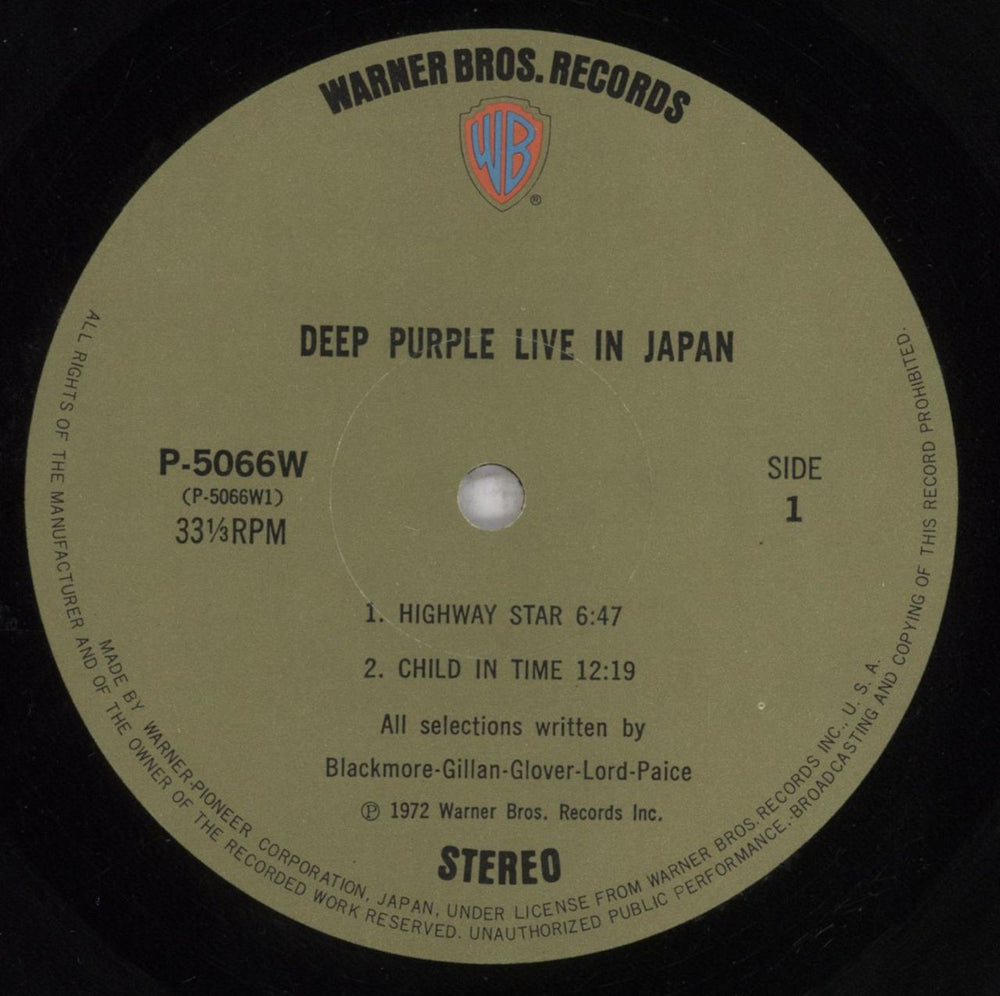 WARNER BROS. RECORDS
WB
®
DEEP PURPLE LIVE IN JAPAN
P-5066W
(P-5066W1)
33⅓RPM
SIDE
1
1. HIGHWAY STAR 6:47
2. CHILD IN TIME 12:19
All selections written by
Blackmore-Gillan-Glover-Lord-Paice
Ⓟ 1972 Warner Bros. Records Inc.
STEREO
MADE BY WARNER-PIONEER CORPORATION, JAPAN, UNDER LICENSE FROM WARNER BROS. RECORDS INC., U. S. A.
ALL RIGHTS OF THE MANUFACTURER AND OF THE OWNER OF THE RECORDED WORK RESERVED. UNAUTHORIZED PUBLIC PERFORMANCE. BROADCASTING AND COPYING OF THIS RECORD PROHIBITED.